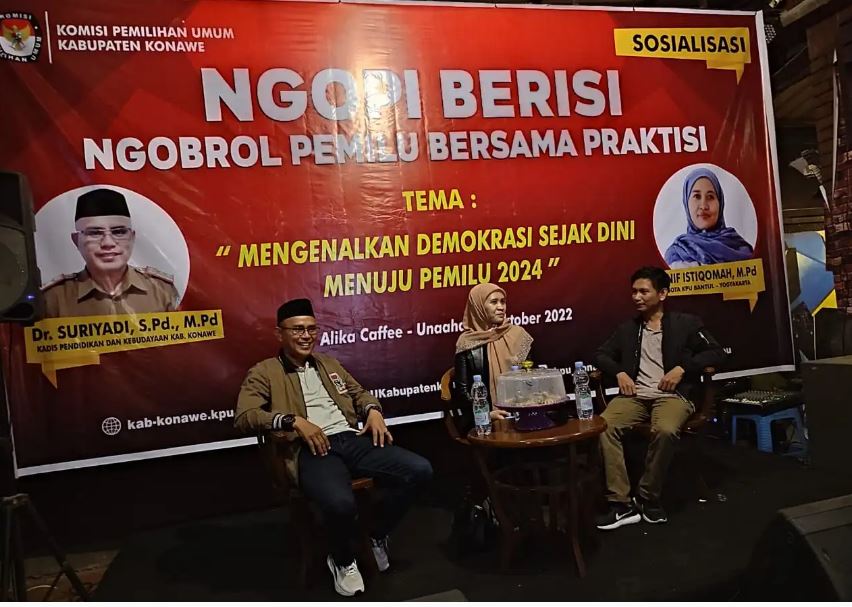 KOMISI PEMILIHAN UMUM
KABUPATEN KONAWE
SOSIALISASI
NGOPI BERISI
NGOBROL PEMILU BERSAMA PRAKTISI
TEMA :
" MENGENALKAN DEMOKRASI SEJAK DINI
MENUJU PEMILU 2024 "
Dr. SURIYADI, S.Pd., M.Pd
KADIS PENDIDIKAN DAN KEBUDAYAAN KAB. KONAWE
ISTIQOMAH, M.Pd
KPU BANTUL - YOGYAKARTA
Alika Caffee - 2022
kab-konawe.kpu